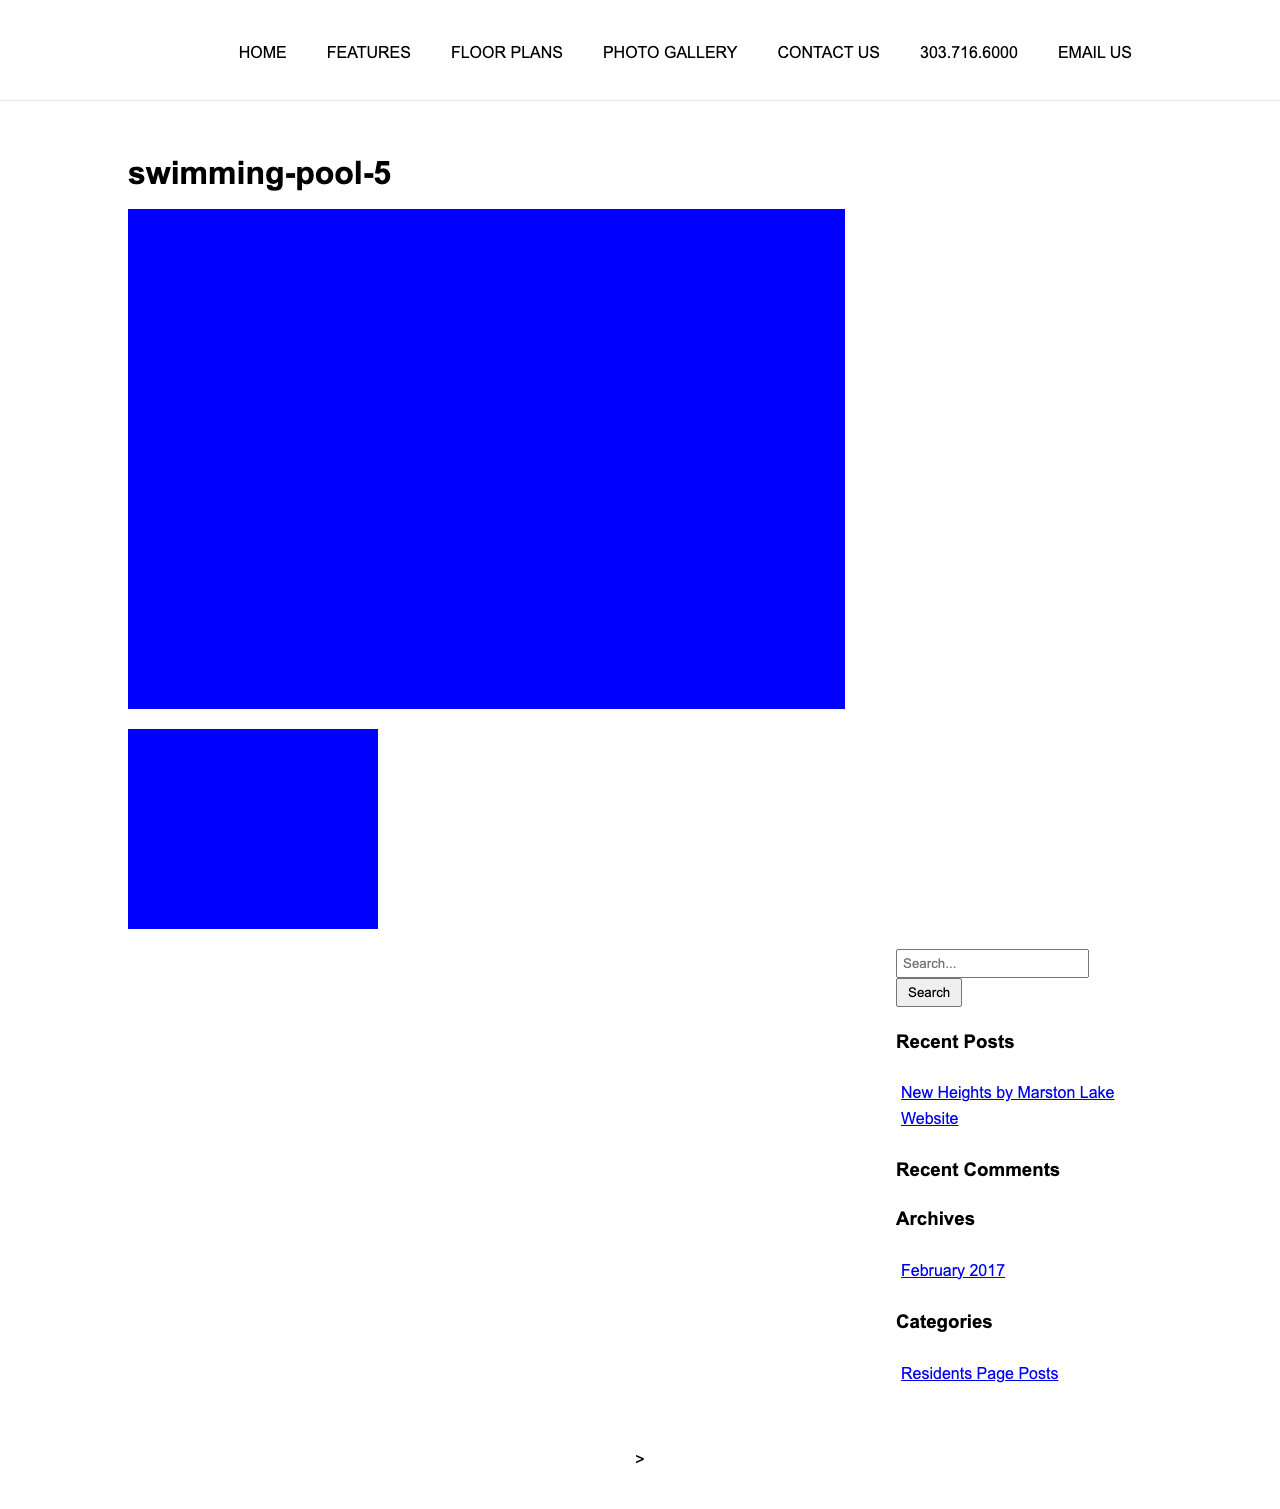 HOME FEATURES FLOOR PLANS PHOTO GALLERY CONTACT US 303.716.6000 EMAIL US
swimming-pool-5
Search...
Search
Recent Posts
New Heights by Marston Lake
Website
Recent Comments
Archives
February 2017
Categories
Residents Page Posts
>